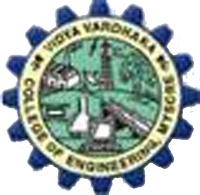 VIDYA VARDHAKA
COLLEGE OF ENGINEERING, MYSORE